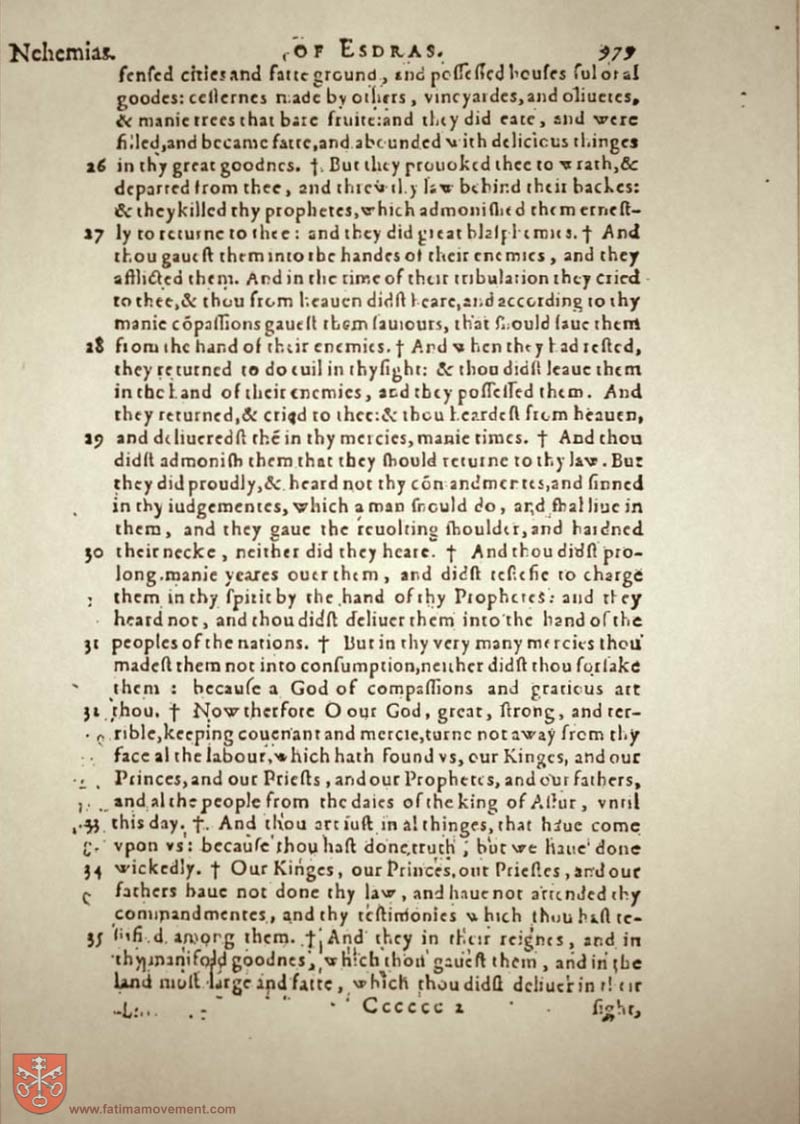 Nehemias. OF ESDRAS. 979
fensed cities and fatte ground, and possessed houses ful of al
goodes: cesternes made by others, vineyardes, and oliuetes,
& manie trees that bare fruite: and they did eate, and were
filled, and became fatte, and abounded with delicious thinges
26 in thy great goodnes. †. But they prouoked thee to wrath, &
departed from thee, and threw thy law behind their backes:
& they killed thy prophetes, which admonished them ernest-
27 ly to returne to thee: and they did great blasphemies. † And
thou gauest them into the handes of their enemies, and they
afflicted them. And in the time of their tribulation they cried
to thee, & thou from heauen didst heare, and according to thy
manie cōpassions gauest them sauiours, that should saue them
28 from the hand of their enemies. † And when they had rested,
they returned to do euil in thy sight: & thou didst leaue them
in the hand of their enemies, and they possessed them. And
they returned, & cried to thee: & thou heardest from heauen,
29 and deliueredst thē in thy mercies, manie times. † And thou
didst admonish them that they should returne to thy law. But
they did proudly, & heard not thy cōmandmentes, and sinned
in thy iudgementes, which a man should do, and shal liue in
them, and they gaue the reuolting shoulder, and hardned
30 their necke, neither did they heare. † And thou didst pro-
long manie yeares ouer them, and didst testifie to charge
them in thy spirit by the hand of thy Prophetes: and they
heard not, and thou didst deliuer them into the hand of the
31 peoples of the nations. † But in thy very many mercies thou
madest them not into consumption, neither didst thou forsake
them: because a God of compassions and gratious art
32 thou. † Now therfore O our God, great, strong, and ter-
rible, keeping couenant and mercie, turne not away from thy
face al the labour, which hath found vs, our Kinges, and our
Princes, and our Priests, and our Prophetes, and our fathers,
and al the people from the daies of the king of Assur, vntil
33 this day. †. And thou art iust in al thinges, that haue come
vpon vs: because thou hast done truth, but we haue done
34 wickedly. † Our Kinges, our Princes, our Priestes, and our
fathers haue not done thy law, and haue not attended thy
commandmentes, and thy testimonies which thou hast te-
35 stified among them. † And they in their reignes, and in
thy manifold goodnes, which thou gauest them, and in the
land most large and fatte, which thou didst deliuer in their
Cccccc 2 sight,
www.fatimamovement.com